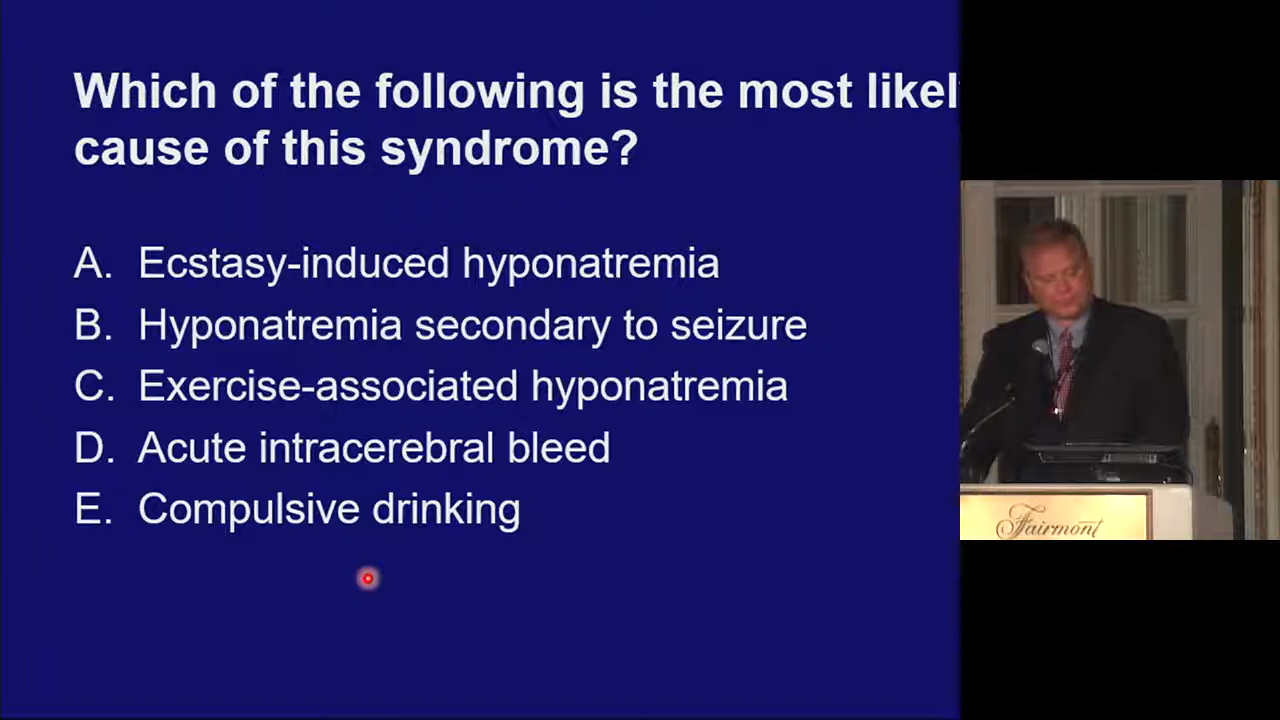 Which of the following is the most likel
cause of this syndrome?
A. Ecstasy-induced hyponatremia
B. Hyponatremia secondary to seizure
C. Exercise-associated hyponatremia
D. Acute intracerebral bleed
E. Compulsive drinking
Fairmont